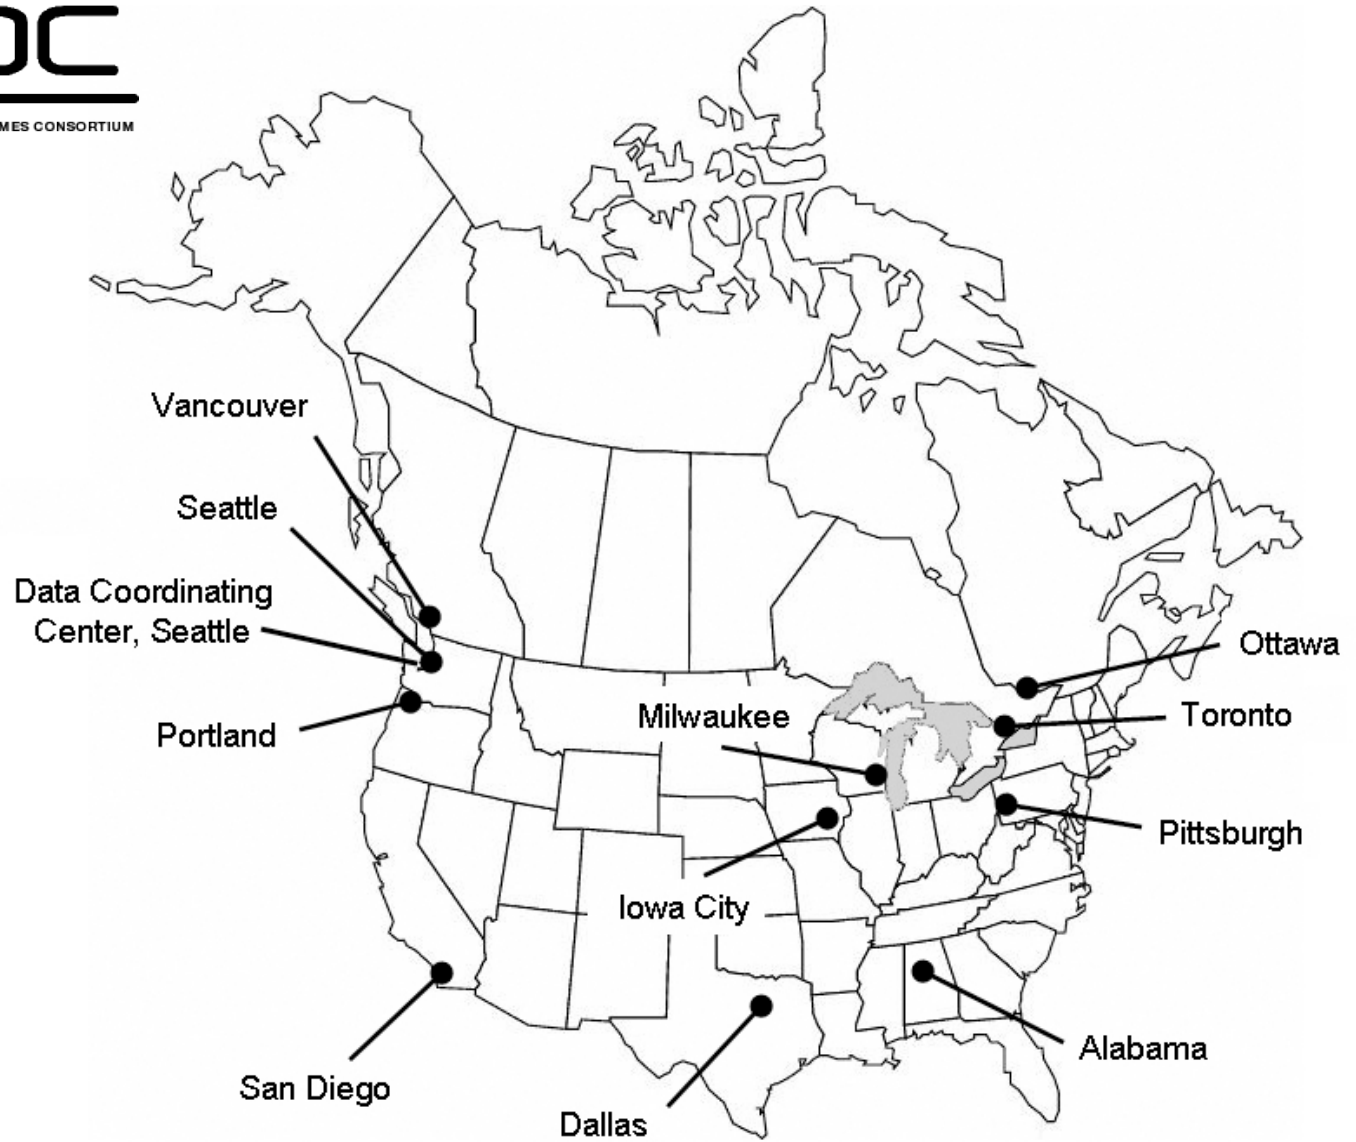 MES CONSORTIUM
Vancouver
Seattle
Data Coordinating
Center, Seattle
Portland
Milwaukee
Ottawa
Toronto
Pittsburgh
Iowa City
Alabama
San Diego
Dallas